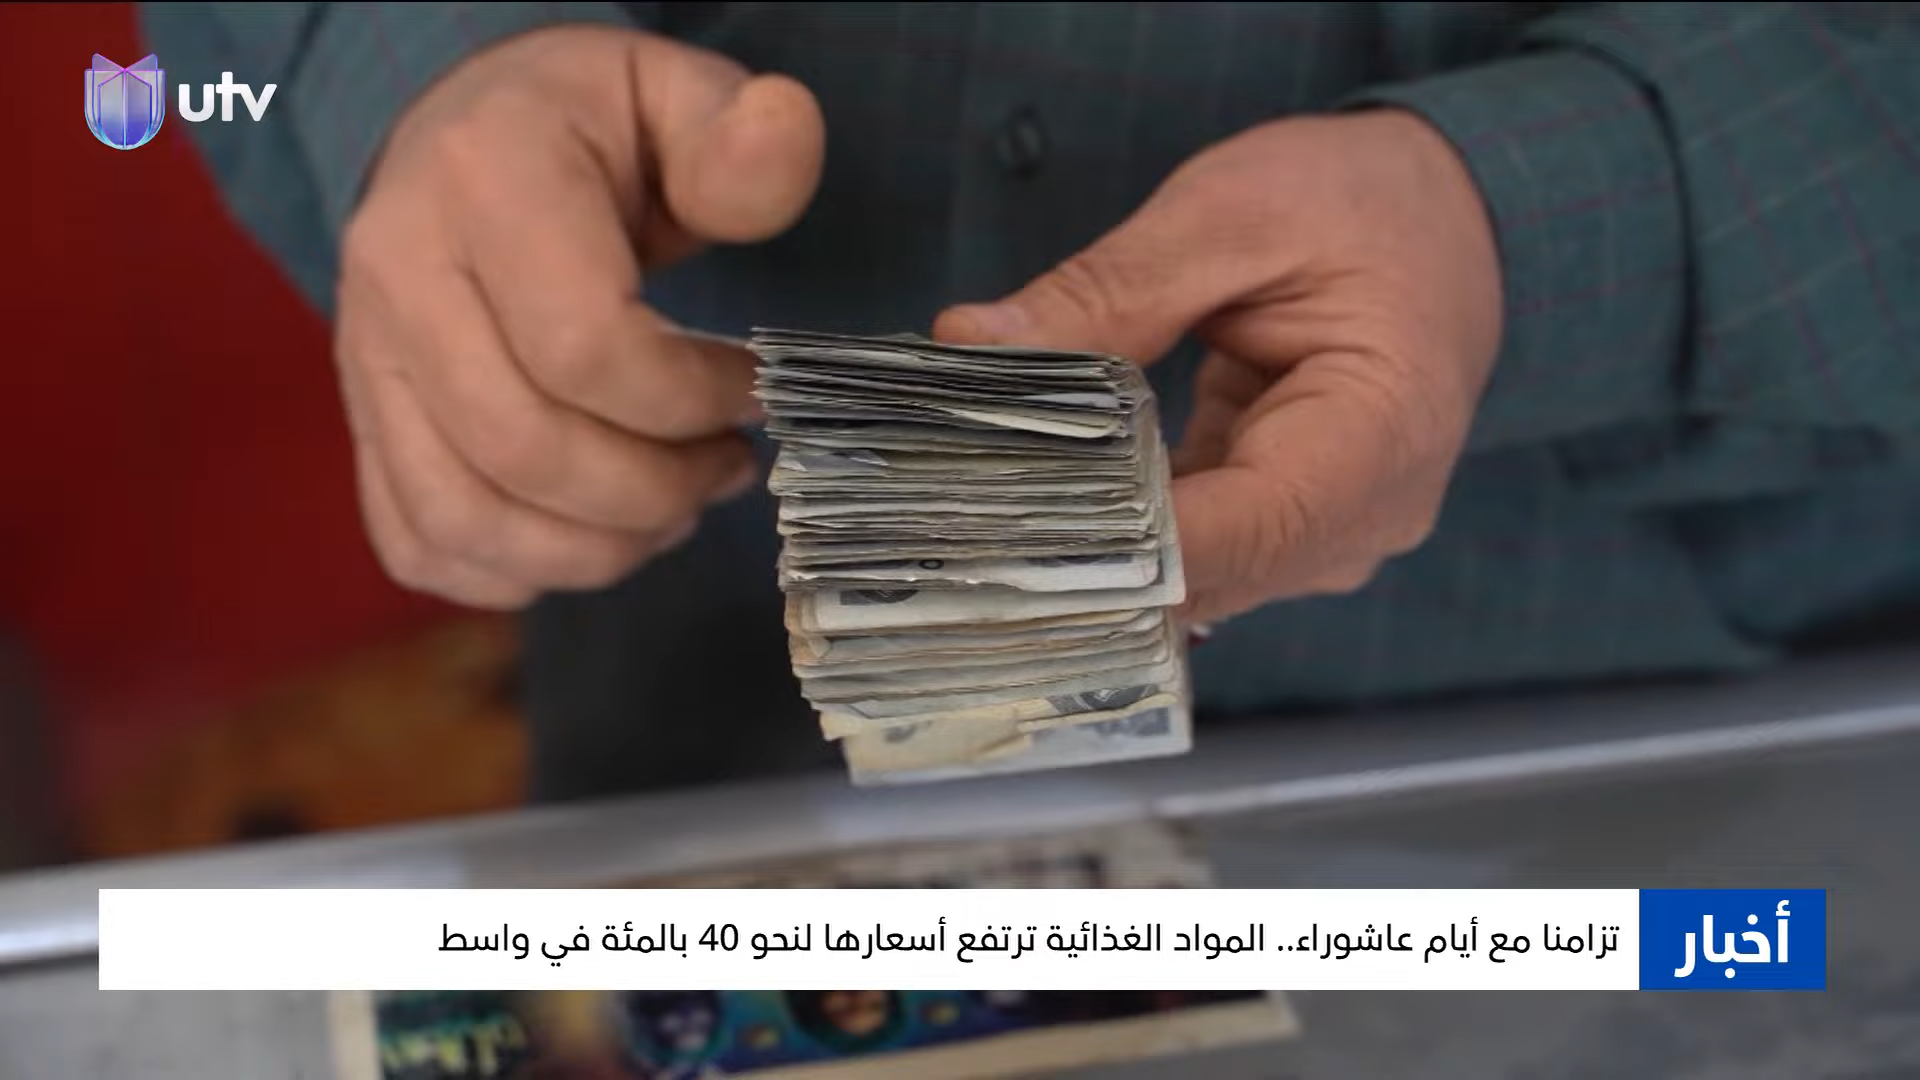 utv
أخبار
تزامنا مع أيام عاشوراء.. المواد الغذائية ترتفع أسعارها لنحو 40 بالمئة في واسط